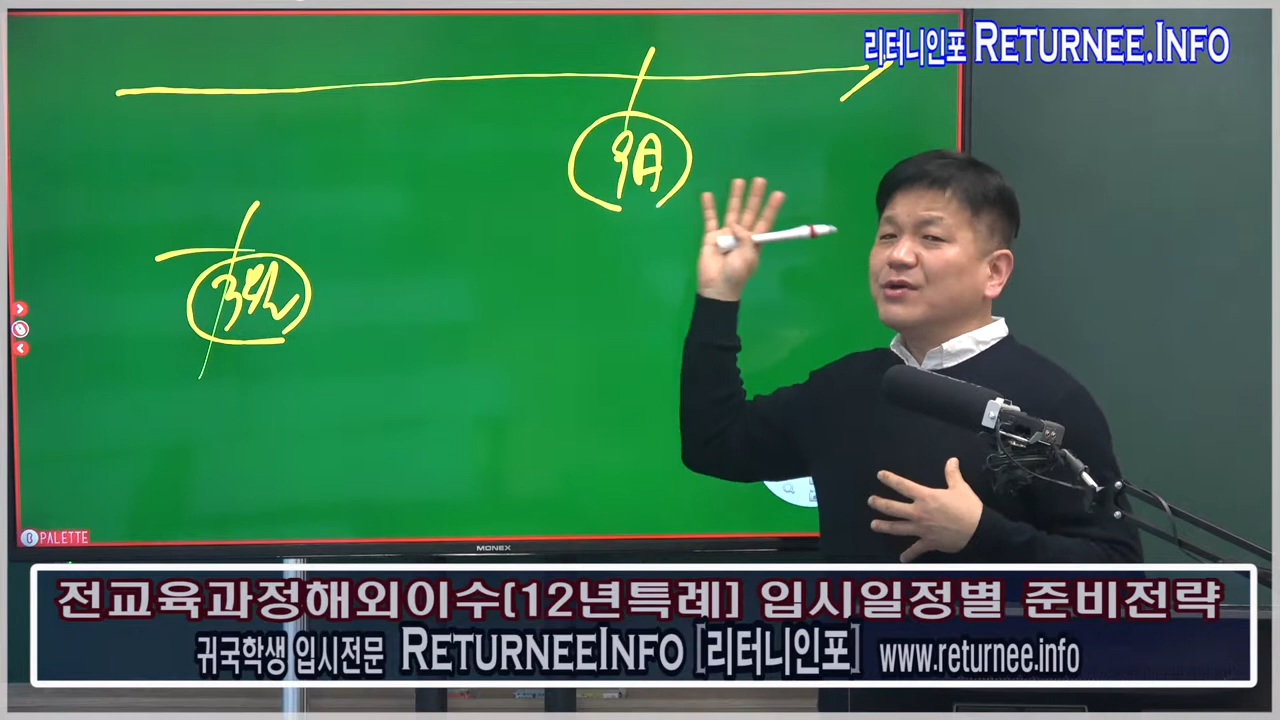 리터니인포 RETURNEE.INFO
9月
PALETTE
MONEX
전교육과정해외이수[12년특례] 입시일정별 준비전략
귀국학생 입시전문 RETURNEEINFO [리터니인포] www.returnee.info